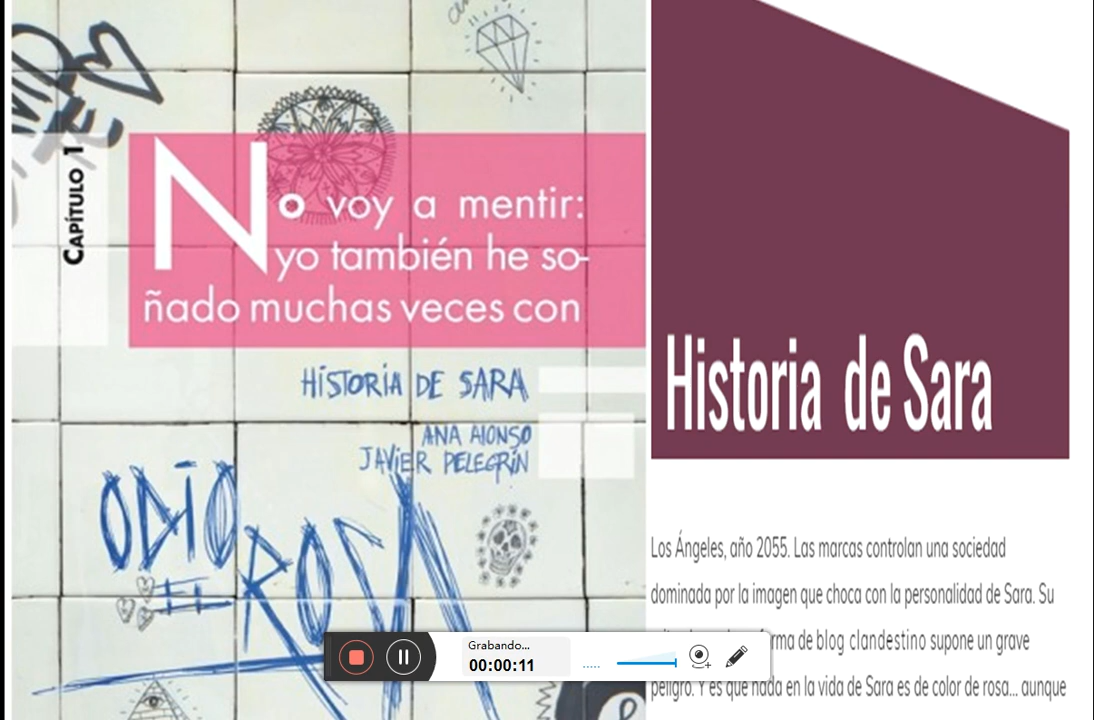 CAPÍTULO 1
No voy a mentir:
yo también he so-
ñado muchas veces con
HISTORIA DE SARA
ANA ALONSO
JAVIER PELEGRÍN
ODIO
EL ROSA
Historia de Sara
Los Ángeles, año 2055. Las marcas controlan una sociedad
dominada por la imagen que choca con la personalidad de Sara. Su
forma de blog clandestino supone un grave
peligro. Y es que nada en la vida de Sara es de color de rosa... aunque
Grabando...
00:00:11